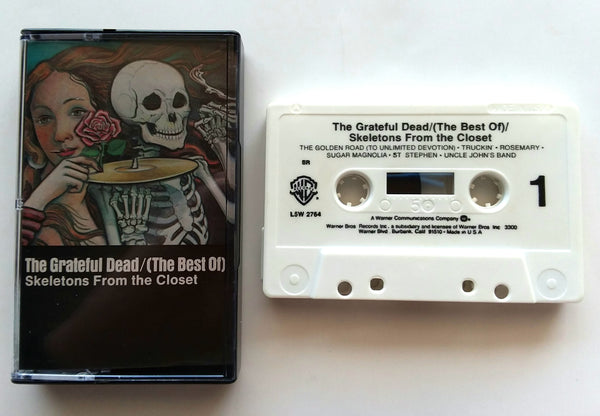 The Grateful Dead/(The Best Of)
Skeletons From the Closet
The Grateful Dead/(The Best Of)/
Skeletons From the Closet
THE GOLDEN ROAD (TO UNLIMITED DEVOTION) • TRUCKIN' • ROSEMARY •
SUGAR MAGNOLIA • ST STEPHEN • UNCLE JOHN'S BAND
BR
1
L5W 2764
50
A Warner Communications Company
Warner Bros Records Inc., a subsidiary and licensee of Warner Bros Inc 3300
Warner Blvd, Burbank, Calif 91510 • Made in U S A